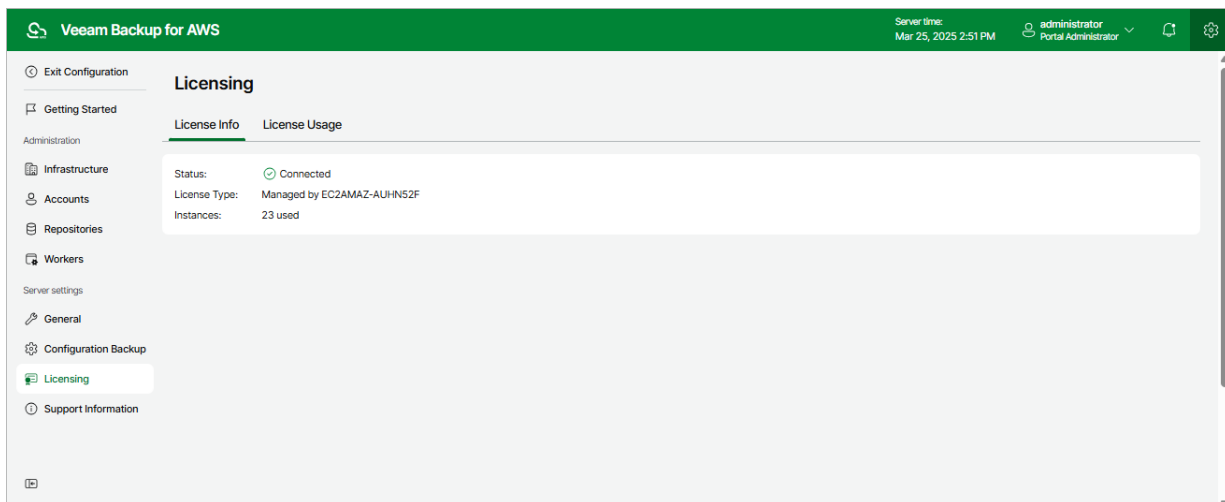 Veeam Backup for AWS
Server time:
Mar 25, 2025 2:51 PM
administrator
Portal Administrator
Exit Configuration
Getting Started
Administration
Infrastructure
Accounts
Repositories
Workers
Server settings
General
Configuration Backup
Licensing
Support Information
Licensing
License Info License Usage
Status: Connected
License Type: Managed by EC2AMAZ-AUHN52F
Instances: 23 used